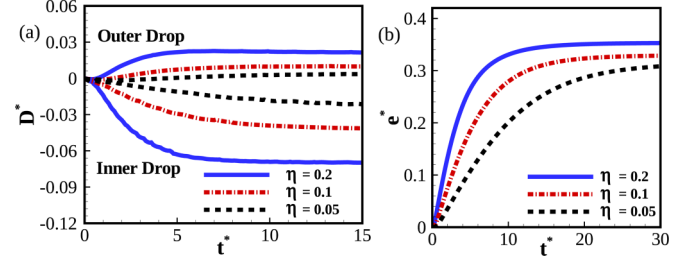 (a)
0.06
0.03
0
-0.03
-0.06
-0.09
-0.12
D*
Outer Drop
Inner Drop
η = 0.2
η = 0.1
η = 0.05
0 5 10 15
t*
(b)
0.4
0.3
0.2
0.1
0
e*
η = 0.2
η = 0.1
η = 0.05
0 10 20 30
t*